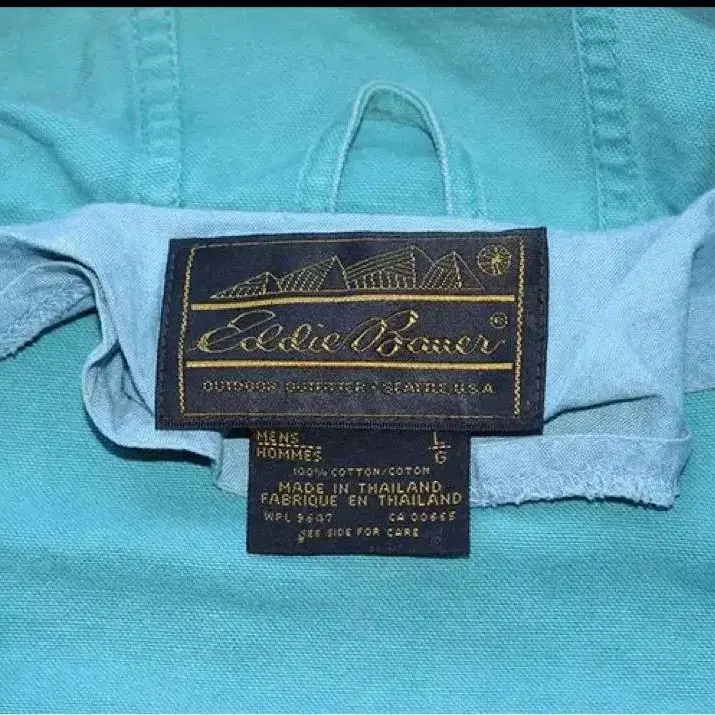 Eddie Bauer®
OUTDOOR OUTFITTER • SEATTLE, U.S.A
MENS L
HOMMES G
100% COTTON/COTON
MADE IN THAILAND
FABRIQUE EN THAILAND
WPL 9647 CA 00665
SEE SIDE FOR CARE